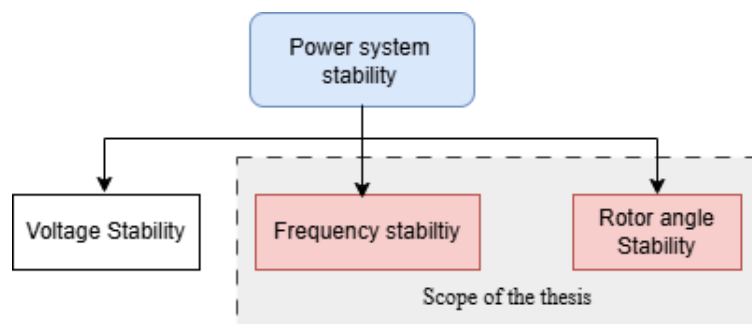 Power system
stability
Voltage Stability
Frequency stabiltiy
Rotor angle
Stability
Scope of the thesis